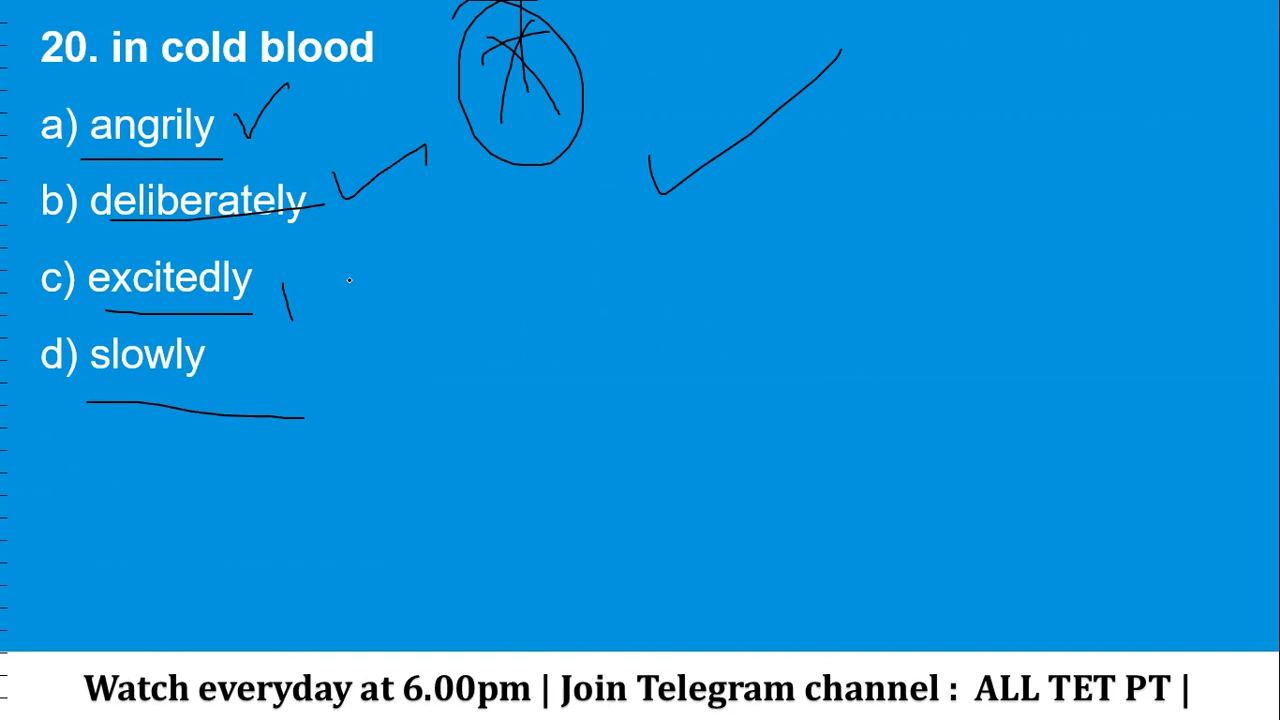 20. in cold blood
a) angrily
b) deliberately
c) excitedly
d) slowly
Watch everyday at 6.00pm | Join Telegram channel : ALL TET PT |